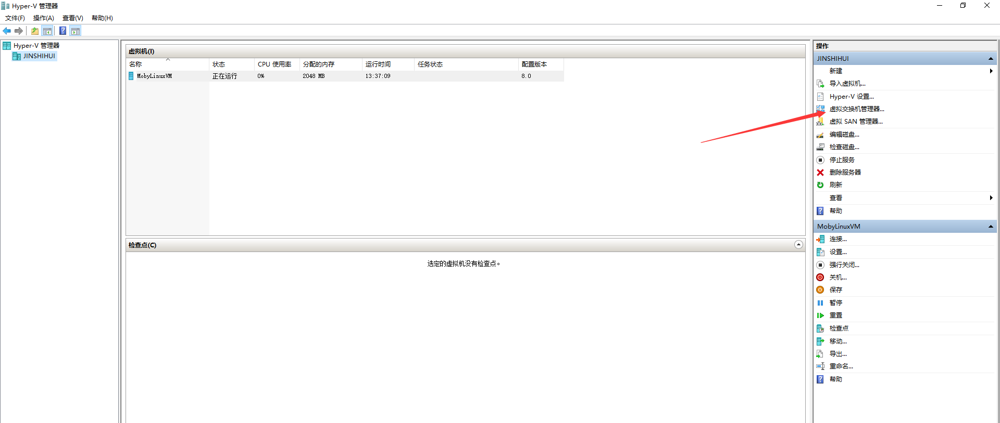 Hyper-V 管理器
文件(F) 操作(A) 查看(V) 帮助(H)
Hyper-V 管理器
JINSHIHUI
虚拟机(I)
名称 状态 CPU 使用率 分配的内存 运行时间 任务状态 配置版本
MobyLinuxVM 正在运行 0% 2048 MB 13:37:09 8.0
检查点(C)
选定的虚拟机没有检查点。
操作
JINSHIHUI
新建
导入虚拟机...
Hyper-V 设置...
虚拟交换机管理器...
虚拟 SAN 管理器...
编辑磁盘...
检查磁盘...
停止服务
删除服务器
刷新
查看
帮助
MobyLinuxVM
连接...
设置...
强行关闭...
关机...
保存
暂停
重置
检查点
移动...
导出...
重命名...
帮助